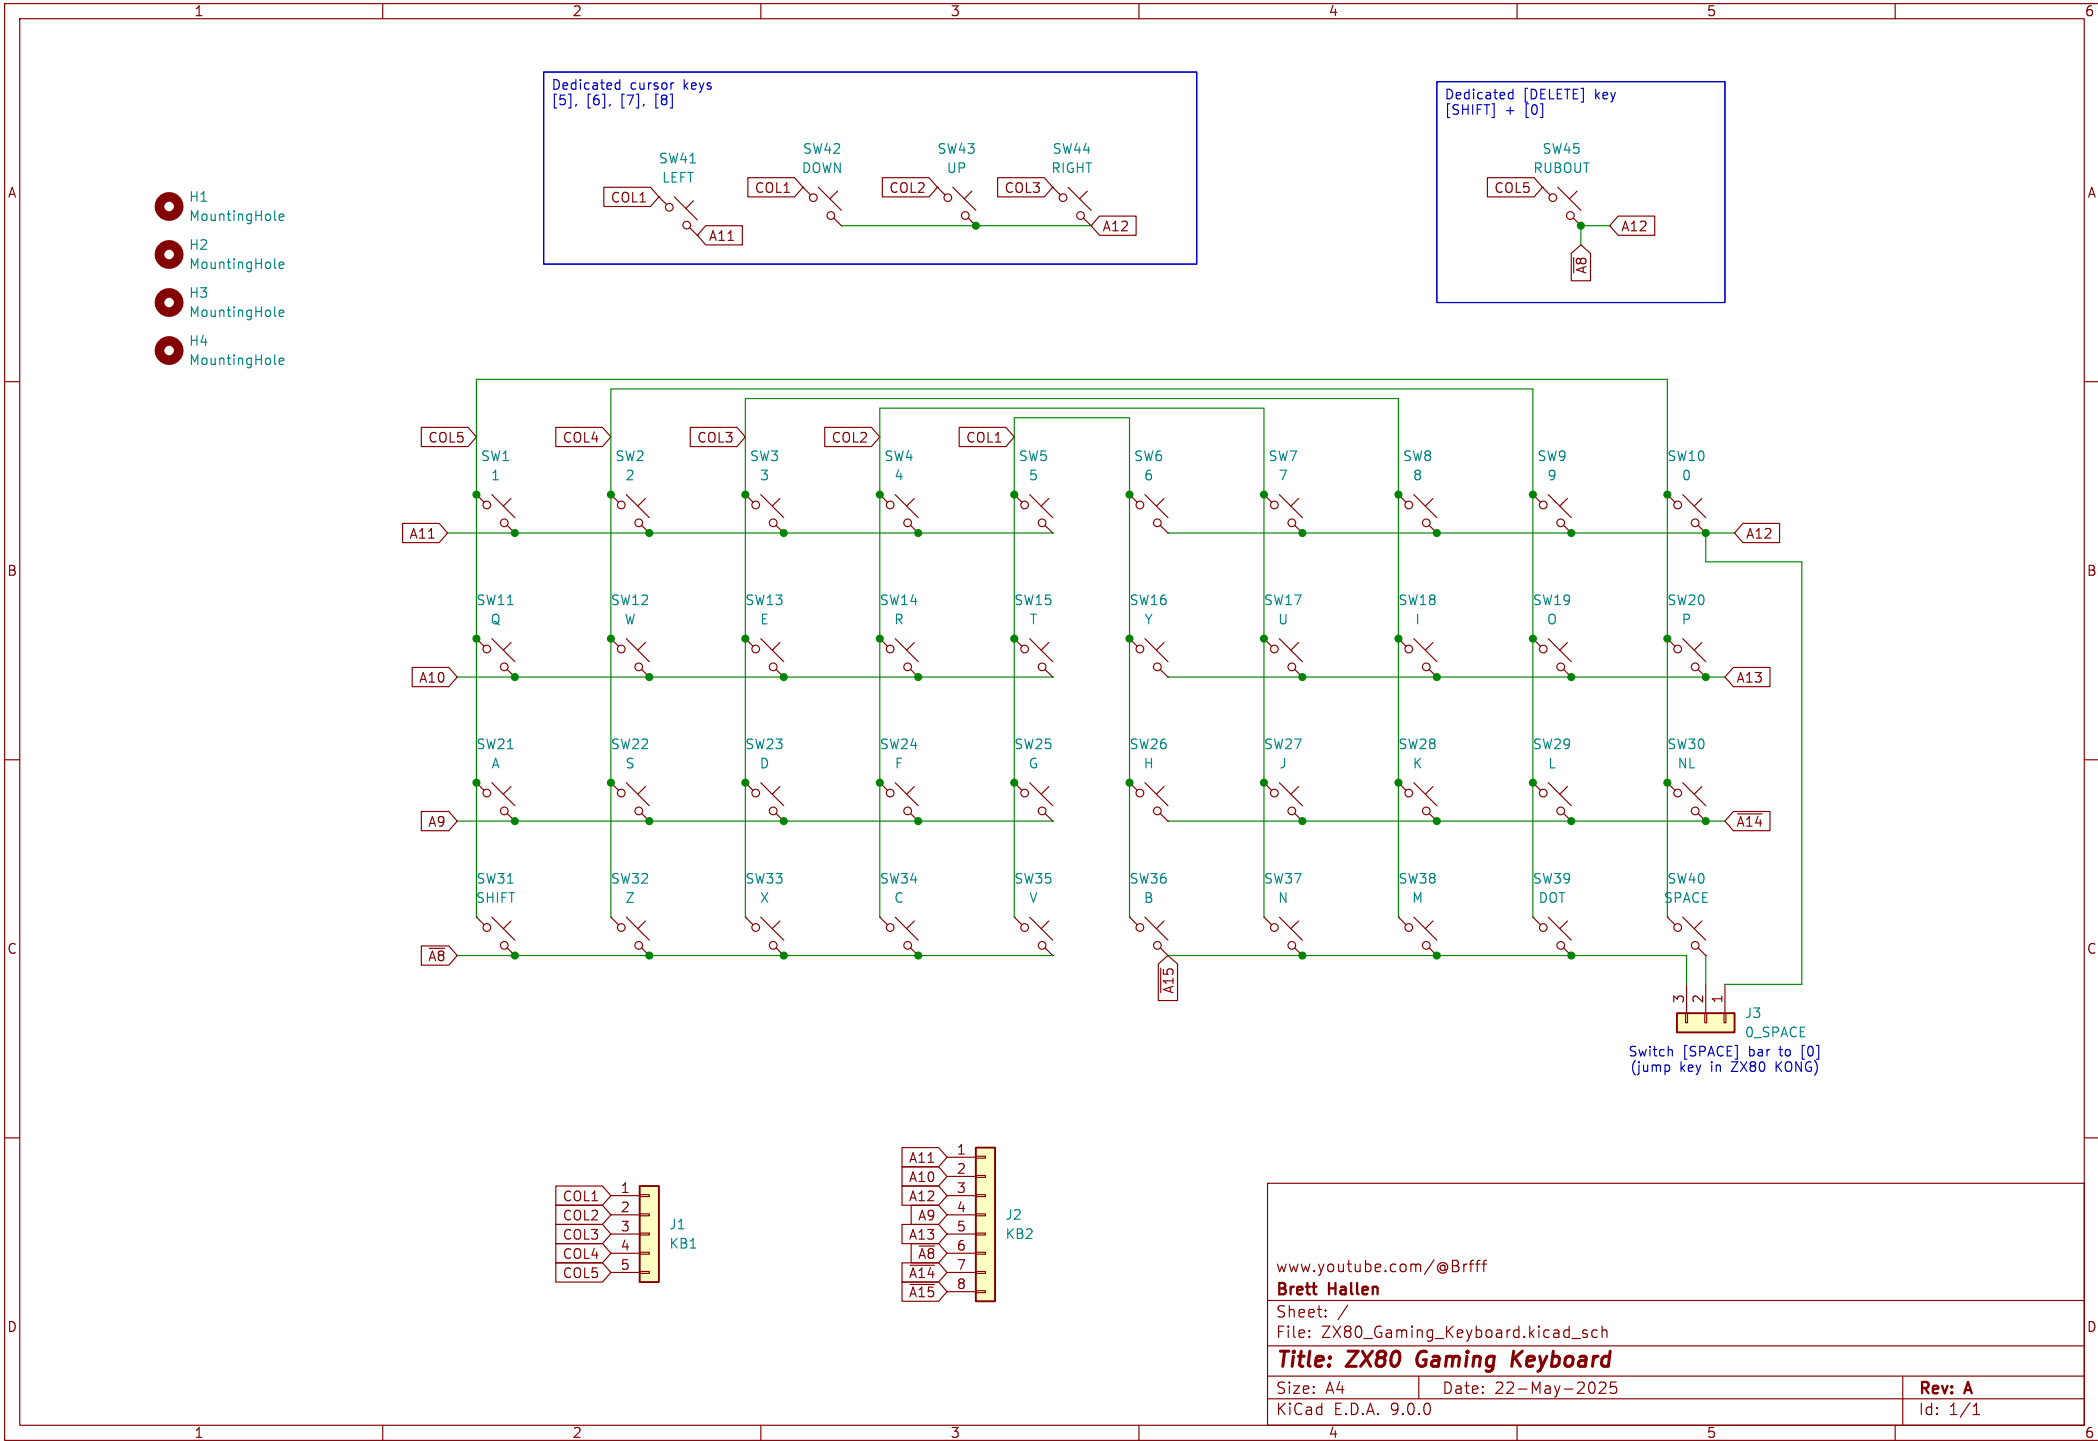 1 2 3 4 5 6
Dedicated cursor keys
[5], [6], [7], [8]
SW41
LEFT
COL1
A11
SW42
DOWN
COL1
SW43
UP
COL2
SW44
RIGHT
COL3
A12
Dedicated [DELETE] key
[SHIFT] + [0]
SW45
RUBOUT
COL5
A12
A8
A A
H1
MountingHole
H2
MountingHole
H3
MountingHole
H4
MountingHole
COL5 COL4 COL3 COL2 COL1
SW1 SW2 SW3 SW4 SW5 SW6 SW7 SW8 SW9 SW10
1 2 3 4 5 6 7 8 9 0
A11 A12
B B
SW11 SW12 SW13 SW14 SW15 SW16 SW17 SW18 SW19 SW20
Q W E R T Y U I O P
A10 A13
SW21 SW22 SW23 SW24 SW25 SW26 SW27 SW28 SW29 SW30
A S D F G H J K L NL
A9 A14
SW31 SW32 SW33 SW34 SW35 SW36 SW37 SW38 SW39 SW40
SHIFT Z X C V B N M DOT SPACE
C C
A8
A15
3 2 1
J3
0_SPACE
Switch [SPACE] bar to [0]
(jump key in ZX80 KONG)
COL1 1
COL2 2
COL3 3
COL4 4
COL5 5
J1
KB1
A11 1
A10 2
A12 3
A9 4
A13 5
A8 6
A14 7
A15 8
J2
KB2
D D
www.youtube.com/@Brfff
Brett Hallen
Sheet: /
File: ZX80_Gaming_Keyboard.kicad_sch
Title: ZX80 Gaming Keyboard
Size: A4 Date: 22-May-2025 Rev: A
KiCad E.D.A. 9.0.0 Id: 1/1
1 2 3 4 5 6